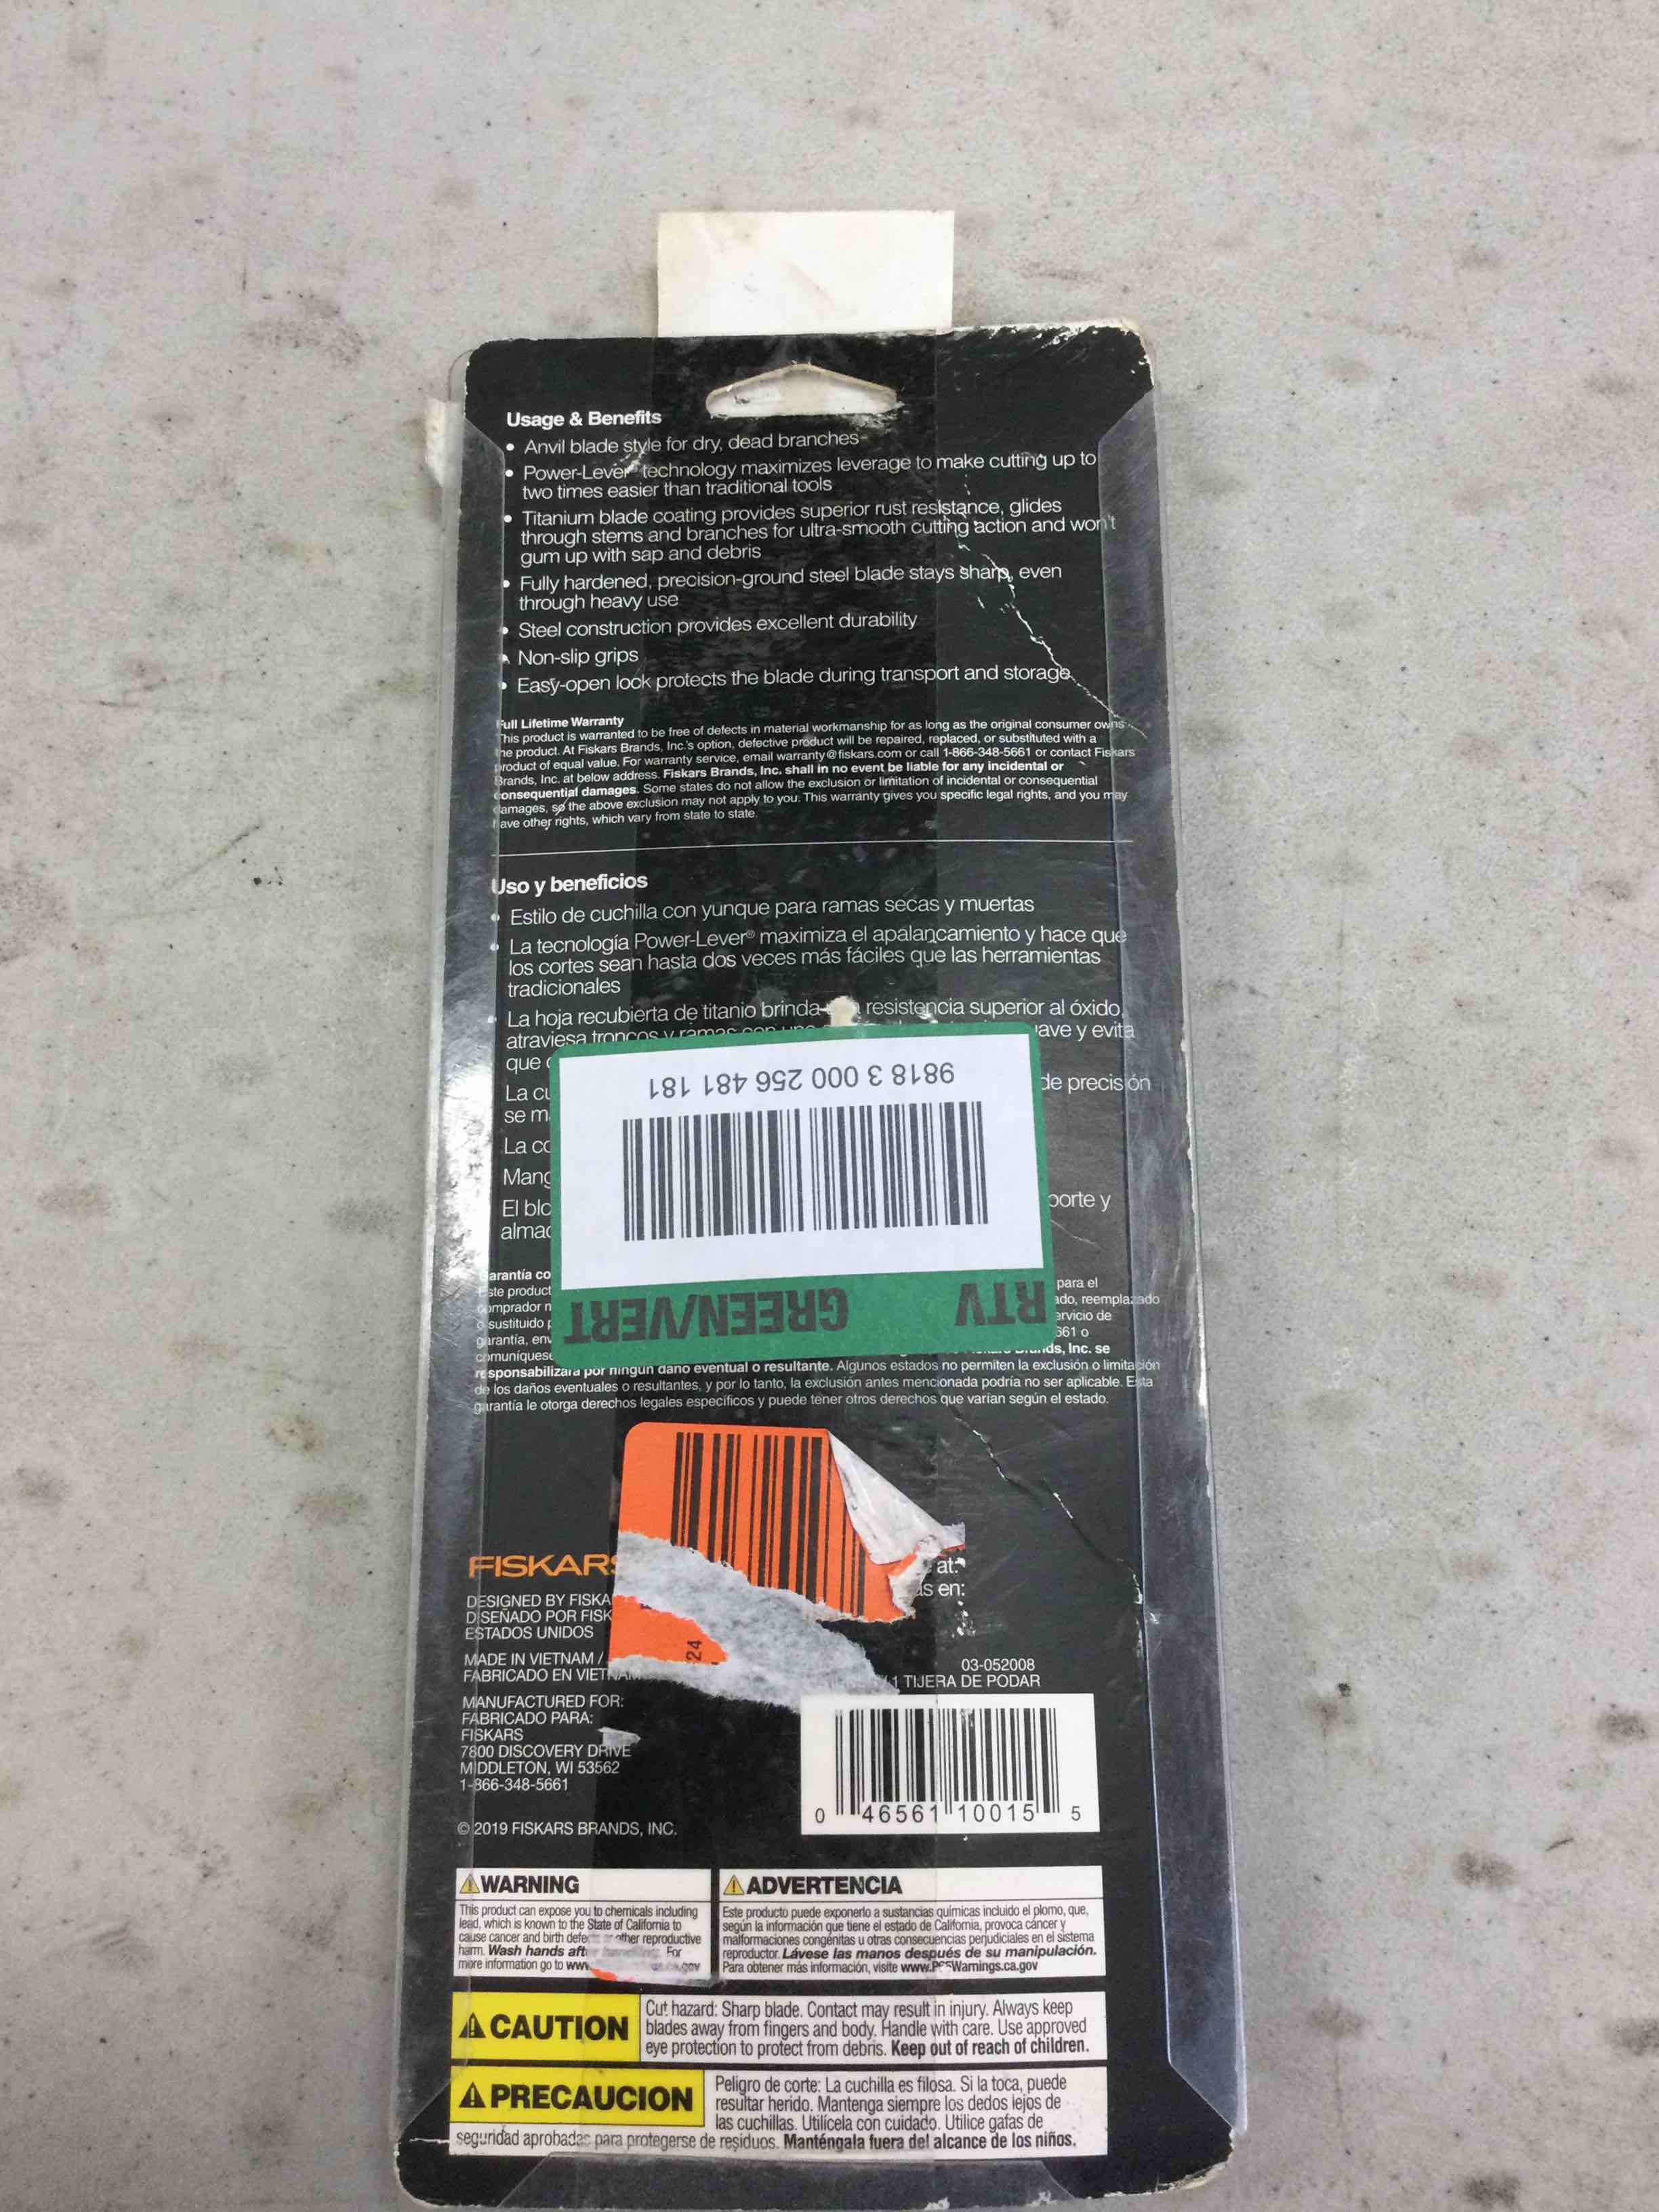 Usage & Benefits
• Anvil blade style for dry, dead branches
• Power-Lever® technology maximizes leverage to make cutting up to
two times easier than traditional tools
• Titanium blade coating provides superior rust resistance, glides
through stems and branches for ultra-smooth cutting action and won't
gum up with sap and debris
• Fully hardened, precision-ground steel blade stays sharp, even
through heavy use
• Steel construction provides excellent durability
• Non-slip grips
• Easy-open lock protects the blade during transport and storage
Full Lifetime Warranty
This product is warranted to be free of defects in material workmanship for as long as the original consumer owns
the product. At Fiskars Brands, Inc.'s option, defective product will be repaired, replaced, or substituted with a
product of equal value. For warranty service, email warranty@fiskars.com or call 1-866-348-5661 or contact Fiskars
Brands, Inc. at below address. Fiskars Brands, Inc. shall in no event be liable for any incidental or
consequential damages. Some states do not allow the exclusion or limitation of incidental or consequential
damages, so the above exclusion may not apply to you. This warranty gives you specific legal rights, and you may
have other rights, which vary from state to state.
Uso y beneficios
• Estilo de cuchilla con yunque para ramas secas y muertas
• La tecnología Power-Lever® maximiza el apalancamiento y hace que
los cortes sean hasta dos veces más fáciles que las herramientas
tradicionales
• La hoja recubierta de titanio brinda resistencia superior al óxido,
atraviesa troncos y ramas con y evita
que
La de precisión
se
La
El y
9818 3 000 256 481 181
RTV GREEN/VERT
para el
reemplazado
o sustituido
garantía, servicio de
o
comuníquese Brands, Inc. se
responsabilizará por ningún daño eventual o resultante. Algunos estados no permiten la exclusión o limitación
de los daños eventuales o resultantes, y por lo tanto, la exclusión antes mencionada podría no ser aplicable. Esta
garantía le otorga derechos legales específicos y puede tener otros derechos que varían según el estado.
24
FISKARS
at:
en:
DESIGNED BY
DISEÑADO POR
ESTADOS UNIDOS
MADE IN VIETNAM /
FABRICADO EN VIETNAM
03-052008
1 TIJERA DE PODAR
MANUFACTURED FOR:
FABRICADO PARA:
FISKARS
7800 DISCOVERY DRIVE
MIDDLETON, WI 53562
1-866-348-5661
0 46561 10015 5
© 2019 FISKARS BRANDS, INC.
WARNING
This product can expose you to chemicals including
lead, which is known to the State of California to
cause cancer and birth defects or other reproductive
harm. Wash hands after handling. For
more information go to
ADVERTENCIA
Este producto puede exponerlo a sustancias químicas incluido el plomo, que,
según la información que tiene el estado de California, provoca cáncer y
malformaciones congénitas u otras consecuencias perjudiciales en el sistema
reproductor. Lávese las manos después de su manipulación.
Para obtener más información, visite www.P65Warnings.ca.gov
CAUTION
Cut hazard: Sharp blade. Contact may result in injury. Always keep
blades away from fingers and body. Handle with care. Use approved
eye protection to protect from debris. Keep out of reach of children.
PRECAUCION
Peligro de corte: La cuchilla es filosa. Si la toca, puede
resultar herido. Mantenga siempre los dedos lejos de
las cuchillas. Utilícela con cuidado. Utilice gafas de
seguridad aprobadas para protegerse de residuos. Manténgala fuera del alcance de los niños.